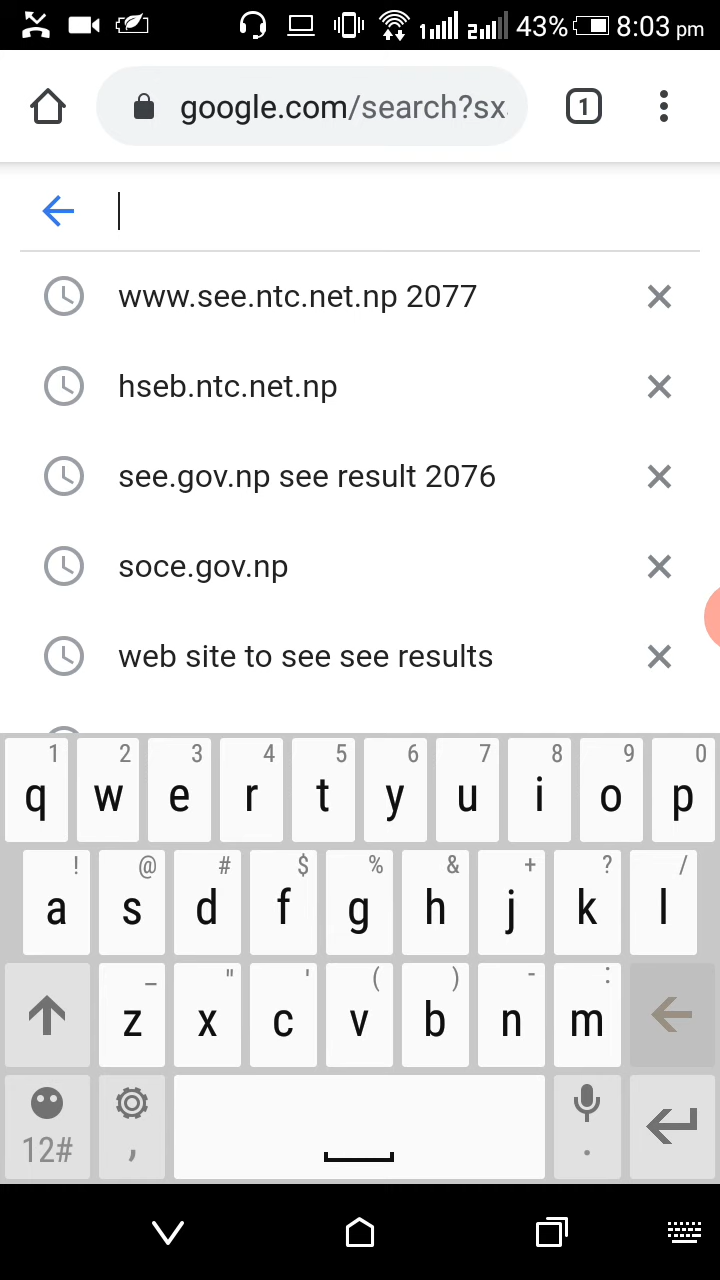 43% 8:03 pm
google.com/search?sx
1
www.see.ntc.net.np 2077
hseb.ntc.net.np
see.gov.np see result 2076
soce.gov.np
web site to see see results
1 2 3 4 5 6 7 8 9 0
q w e r t y u i o p
! @ # $ % & + ? /
a s d f g h j k l
_ " ' ( ) - :
z x c v b n m
12# , .